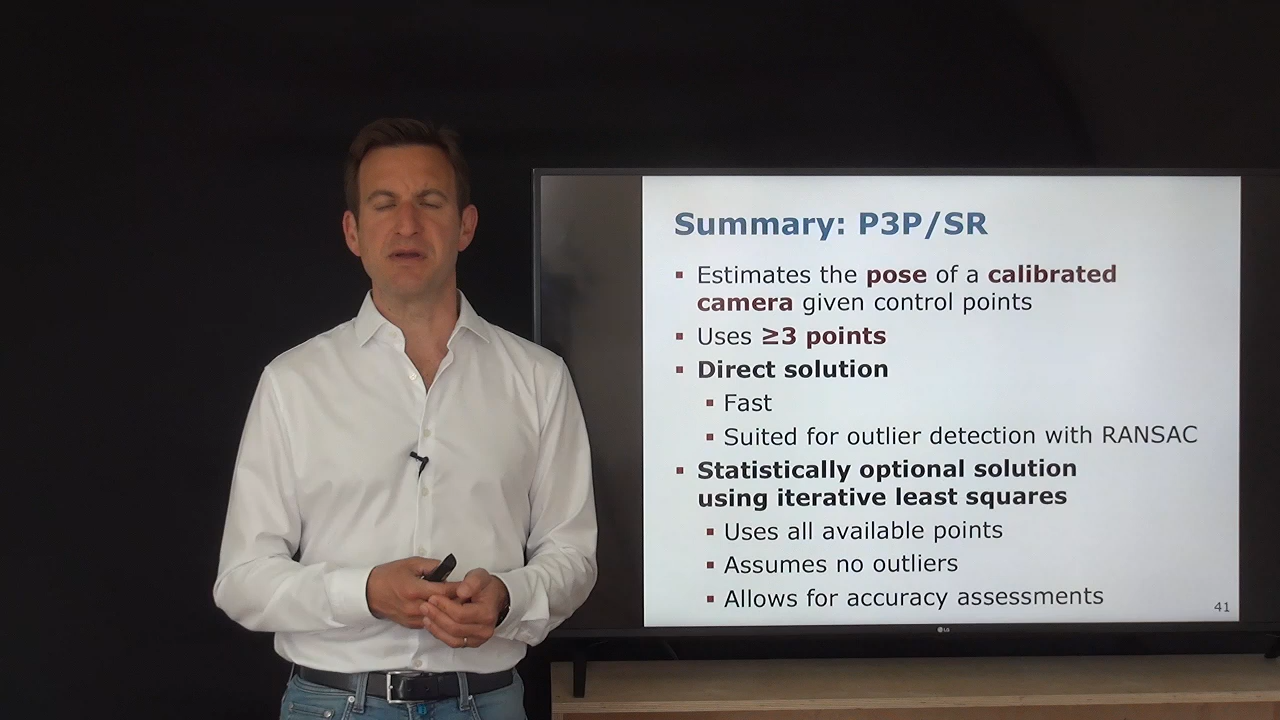 Summary: P3P/SR
▪ Estimates the pose of a calibrated
camera given control points
▪ Uses ≥3 points
▪ Direct solution
▪ Fast
▪ Suited for outlier detection with RANSAC
▪ Statistically optional solution
using iterative least squares
▪ Uses all available points
▪ Assumes no outliers
▪ Allows for accuracy assessments
41
LG